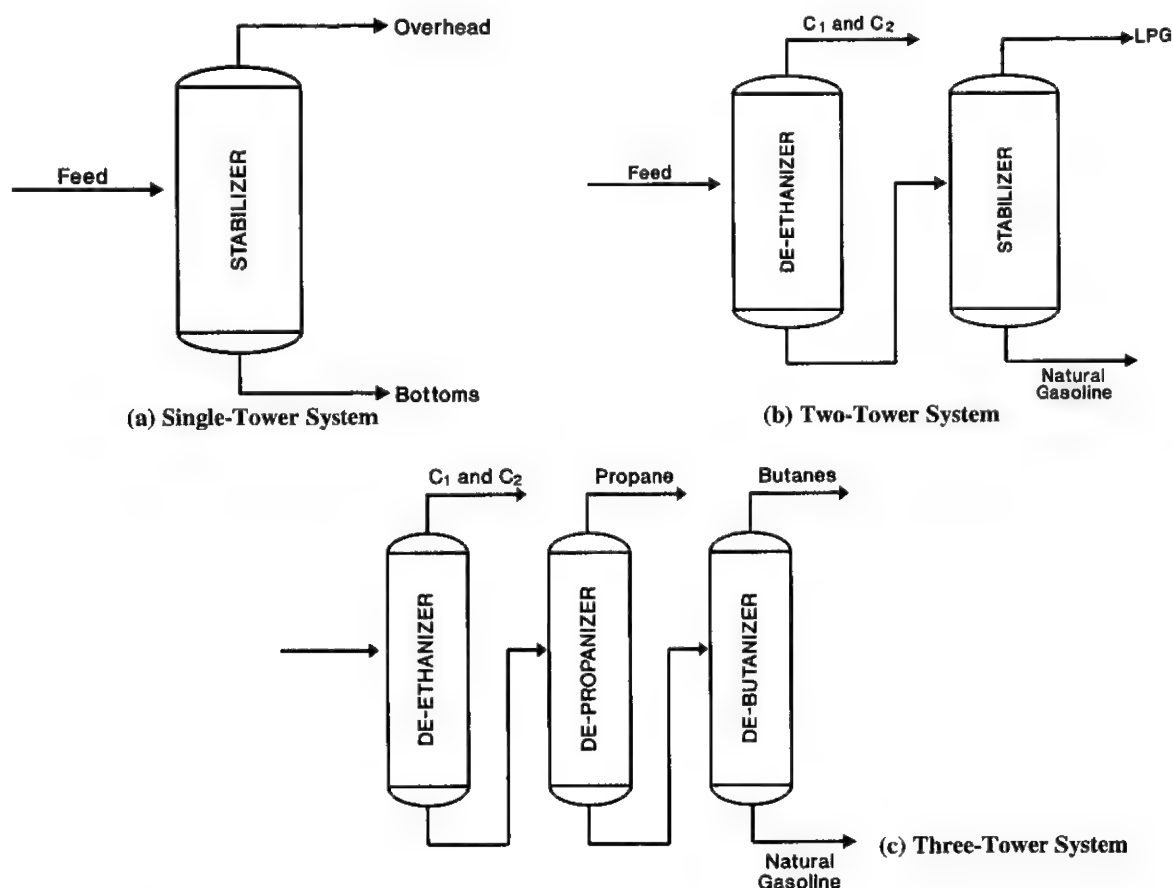 Overhead
Feed
STABILIZER
Bottoms
(a) Single-Tower System
C₁ and C₂
LPG
Feed
DE-ETHANIZER
STABILIZER
Natural
Gasoline
(b) Two-Tower System
C₁ and C₂
Propane
Butanes
DE-ETHANIZER
DE-PROPANIZER
DE-BUTANIZER
Natural
Gasoline
(c) Three-Tower System